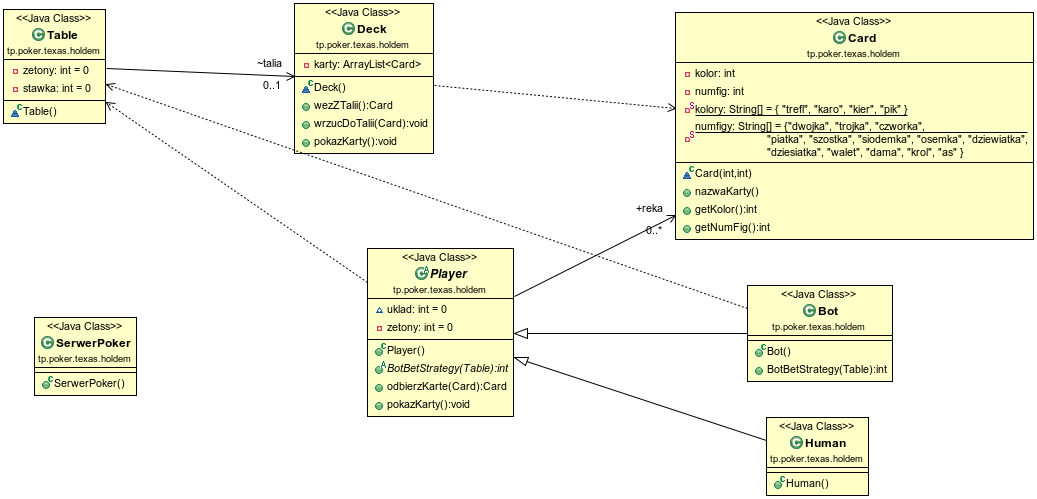 <<Java Class>>
Table
tp.poker.texas.holdem
zetony: int = 0
stawka: int = 0
Table()
~talia
0..1
<<Java Class>>
Deck
tp.poker.texas.holdem
karty: ArrayList<Card>
Deck()
wezZTalii():Card
wrzucDoTalii(Card):void
pokazKarty():void
<<Java Class>>
Card
tp.poker.texas.holdem
kolor: int
numfig: int
kolory: String[] = { "trefl", "karo", "kier", "pik" }
numfigy: String[] = {"dwojka", "trojka", "czworka",
"piatka", "szostka", "siodemka", "osemka", "dziewiatka",
"dziesiatka", "walet", "dama", "krol", "as" }
Card(int,int)
nazwaKarty()
getKolor():int
getNumFig():int
+reka
0..*
<<Java Class>>
Player
tp.poker.texas.holdem
uklad: int = 0
zetony: int = 0
Player()
BotBetStrategy(Table):int
odbierzKarte(Card):Card
pokazKarty():void
<<Java Class>>
Bot
tp.poker.texas.holdem
Bot()
BotBetStrategy(Table):int
<<Java Class>>
SerwerPoker
tp.poker.texas.holdem
SerwerPoker()
<<Java Class>>
Human
tp.poker.texas.holdem
Human()